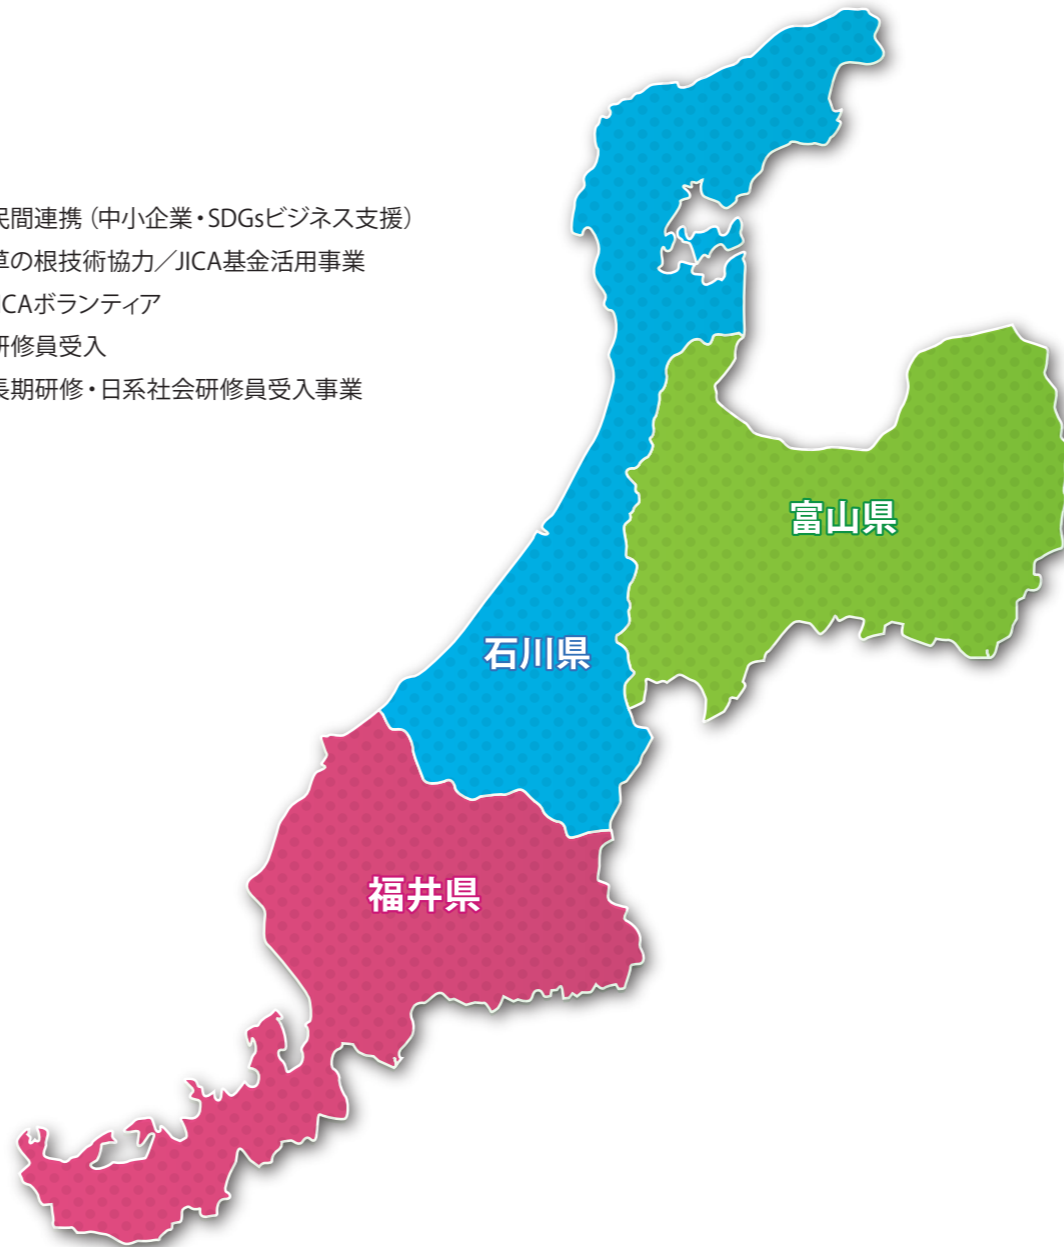 民間連携（中小企業・SDGsビジネス支援）
草の根技術協力／JICA基金活用事業
ICAボランティア
研修員受入
長期研修・日系社会研修員受入事業
富山県
石川県
福井県